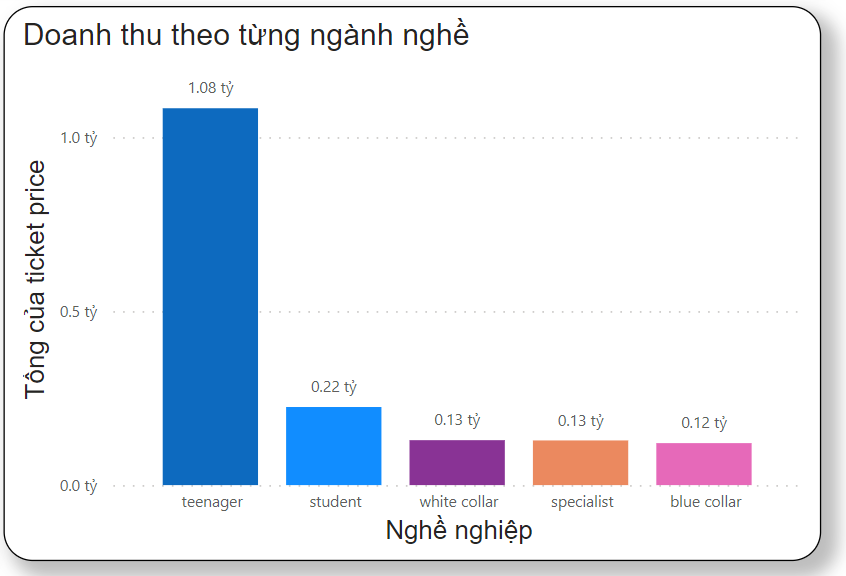 Doanh thu theo từng ngành nghề
Tổng của ticket price
1.08 tỷ
1.0 tỷ
0.5 tỷ
0.22 tỷ
0.13 tỷ
0.13 tỷ
0.12 tỷ
0.0 tỷ
teenager
student
white collar
specialist
blue collar
Nghề nghiệp